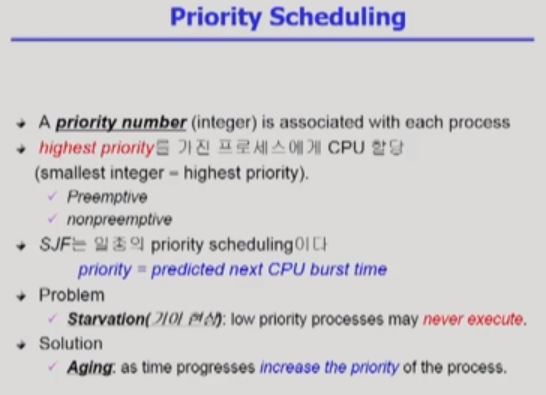 Priority Scheduling
A priority number (integer) is associated with each process
highest priority를 가진 프로세스에게 CPU 할당
(smallest integer = highest priority).
Preemptive
nonpreemptive
SJF는 일종의 priority scheduling이다
priority = predicted next CPU burst time
Problem
Starvation(기아 현상): low priority processes may never execute.
Solution
Aging: as time progresses increase the priority of the process.